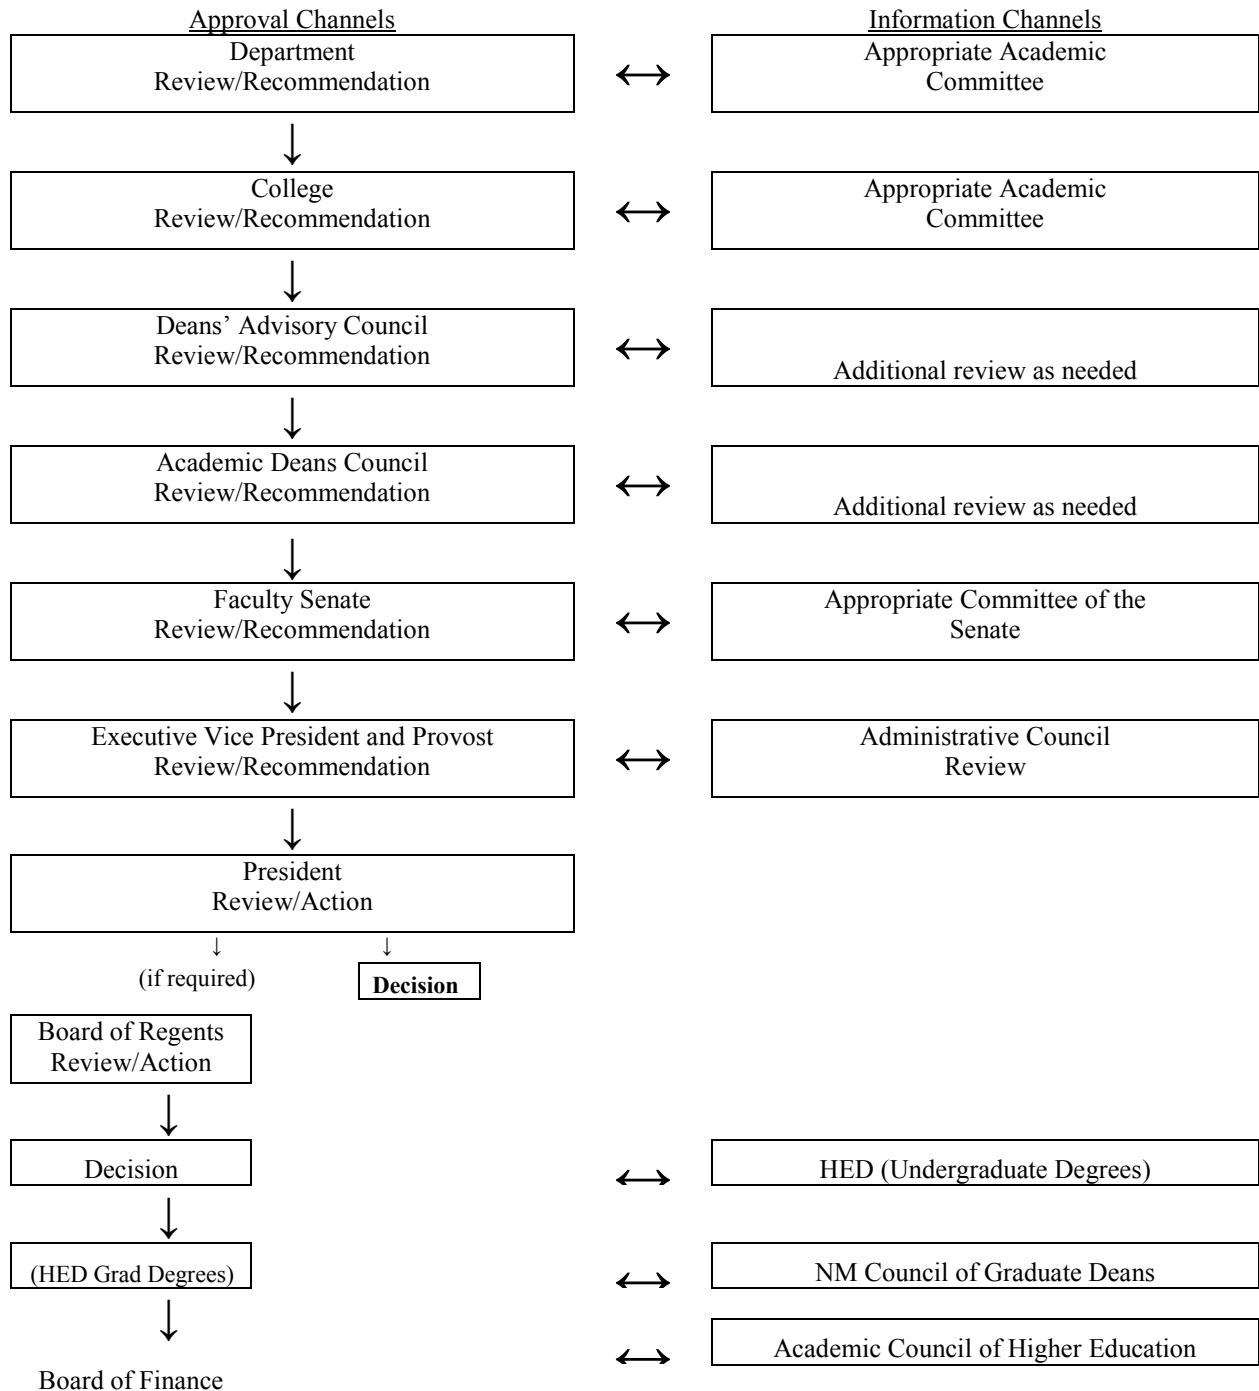 Approval Channels
Information Channels
Department
Review/Recommendation
Appropriate Academic
Committee
College
Review/Recommendation
Appropriate Academic
Committee
Deans’ Advisory Council
Review/Recommendation
Additional review as needed
Academic Deans Council
Review/Recommendation
Additional review as needed
Faculty Senate
Review/Recommendation
Appropriate Committee of the
Senate
Executive Vice President and Provost
Review/Recommendation
Administrative Council
Review
President
Review/Action
(if required)
Decision
Board of Regents
Review/Action
Decision
HED (Undergraduate Degrees)
(HED Grad Degrees)
NM Council of Graduate Deans
Academic Council of Higher Education
Board of Finance